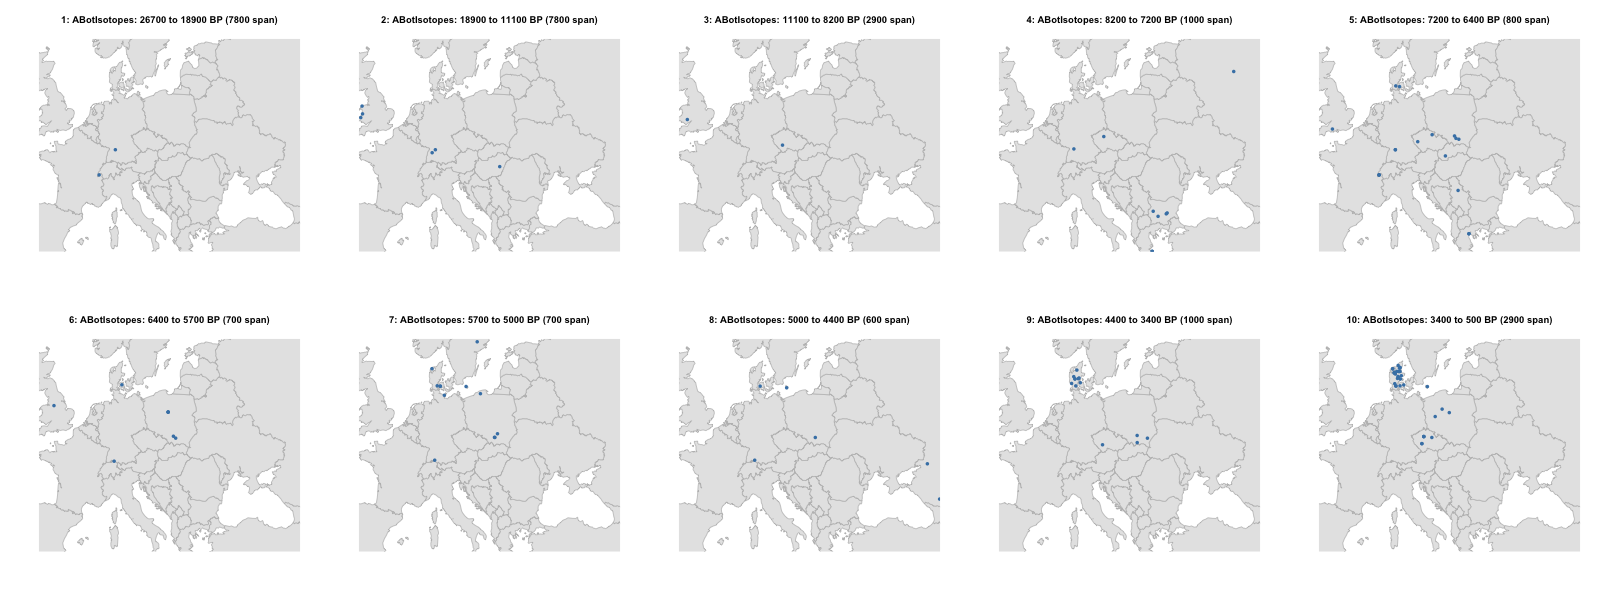 1: ABotIsotopes: 26700 to 18900 BP (7800 span)
2: ABotIsotopes: 18900 to 11100 BP (7800 span)
3: ABotIsotopes: 11100 to 8200 BP (2900 span)
4: ABotIsotopes: 8200 to 7200 BP (1000 span)
5: ABotIsotopes: 7200 to 6400 BP (800 span)
6: ABotIsotopes: 6400 to 5700 BP (700 span)
7: ABotIsotopes: 5700 to 5000 BP (700 span)
8: ABotIsotopes: 5000 to 4400 BP (600 span)
9: ABotIsotopes: 4400 to 3400 BP (1000 span)
10: ABotIsotopes: 3400 to 500 BP (2900 span)